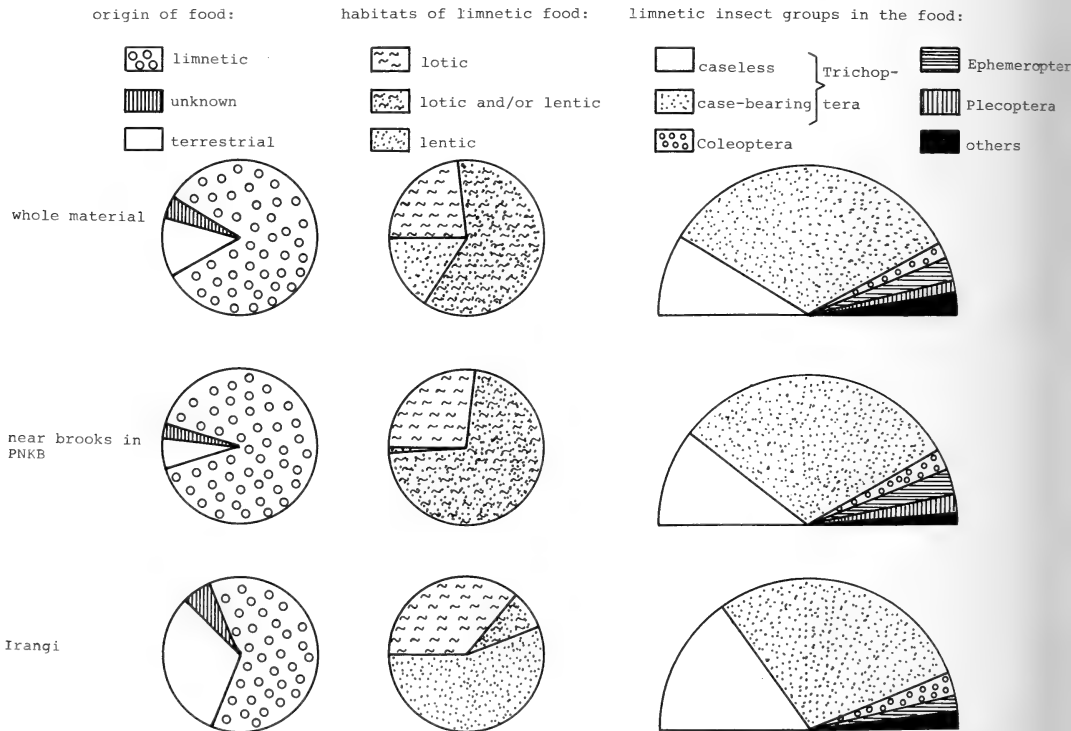 origin of food:
habitats of limnetic food:
limnetic insect groups in the food:
limnetic
unknown
terrestrial
lotic
lotic and/or lentic
lentic
caseless
case-bearing
Trichop-
tera
Coleoptera
Ephemeropter
Plecoptera
others
whole material
near brooks in
PNKB
Irangi